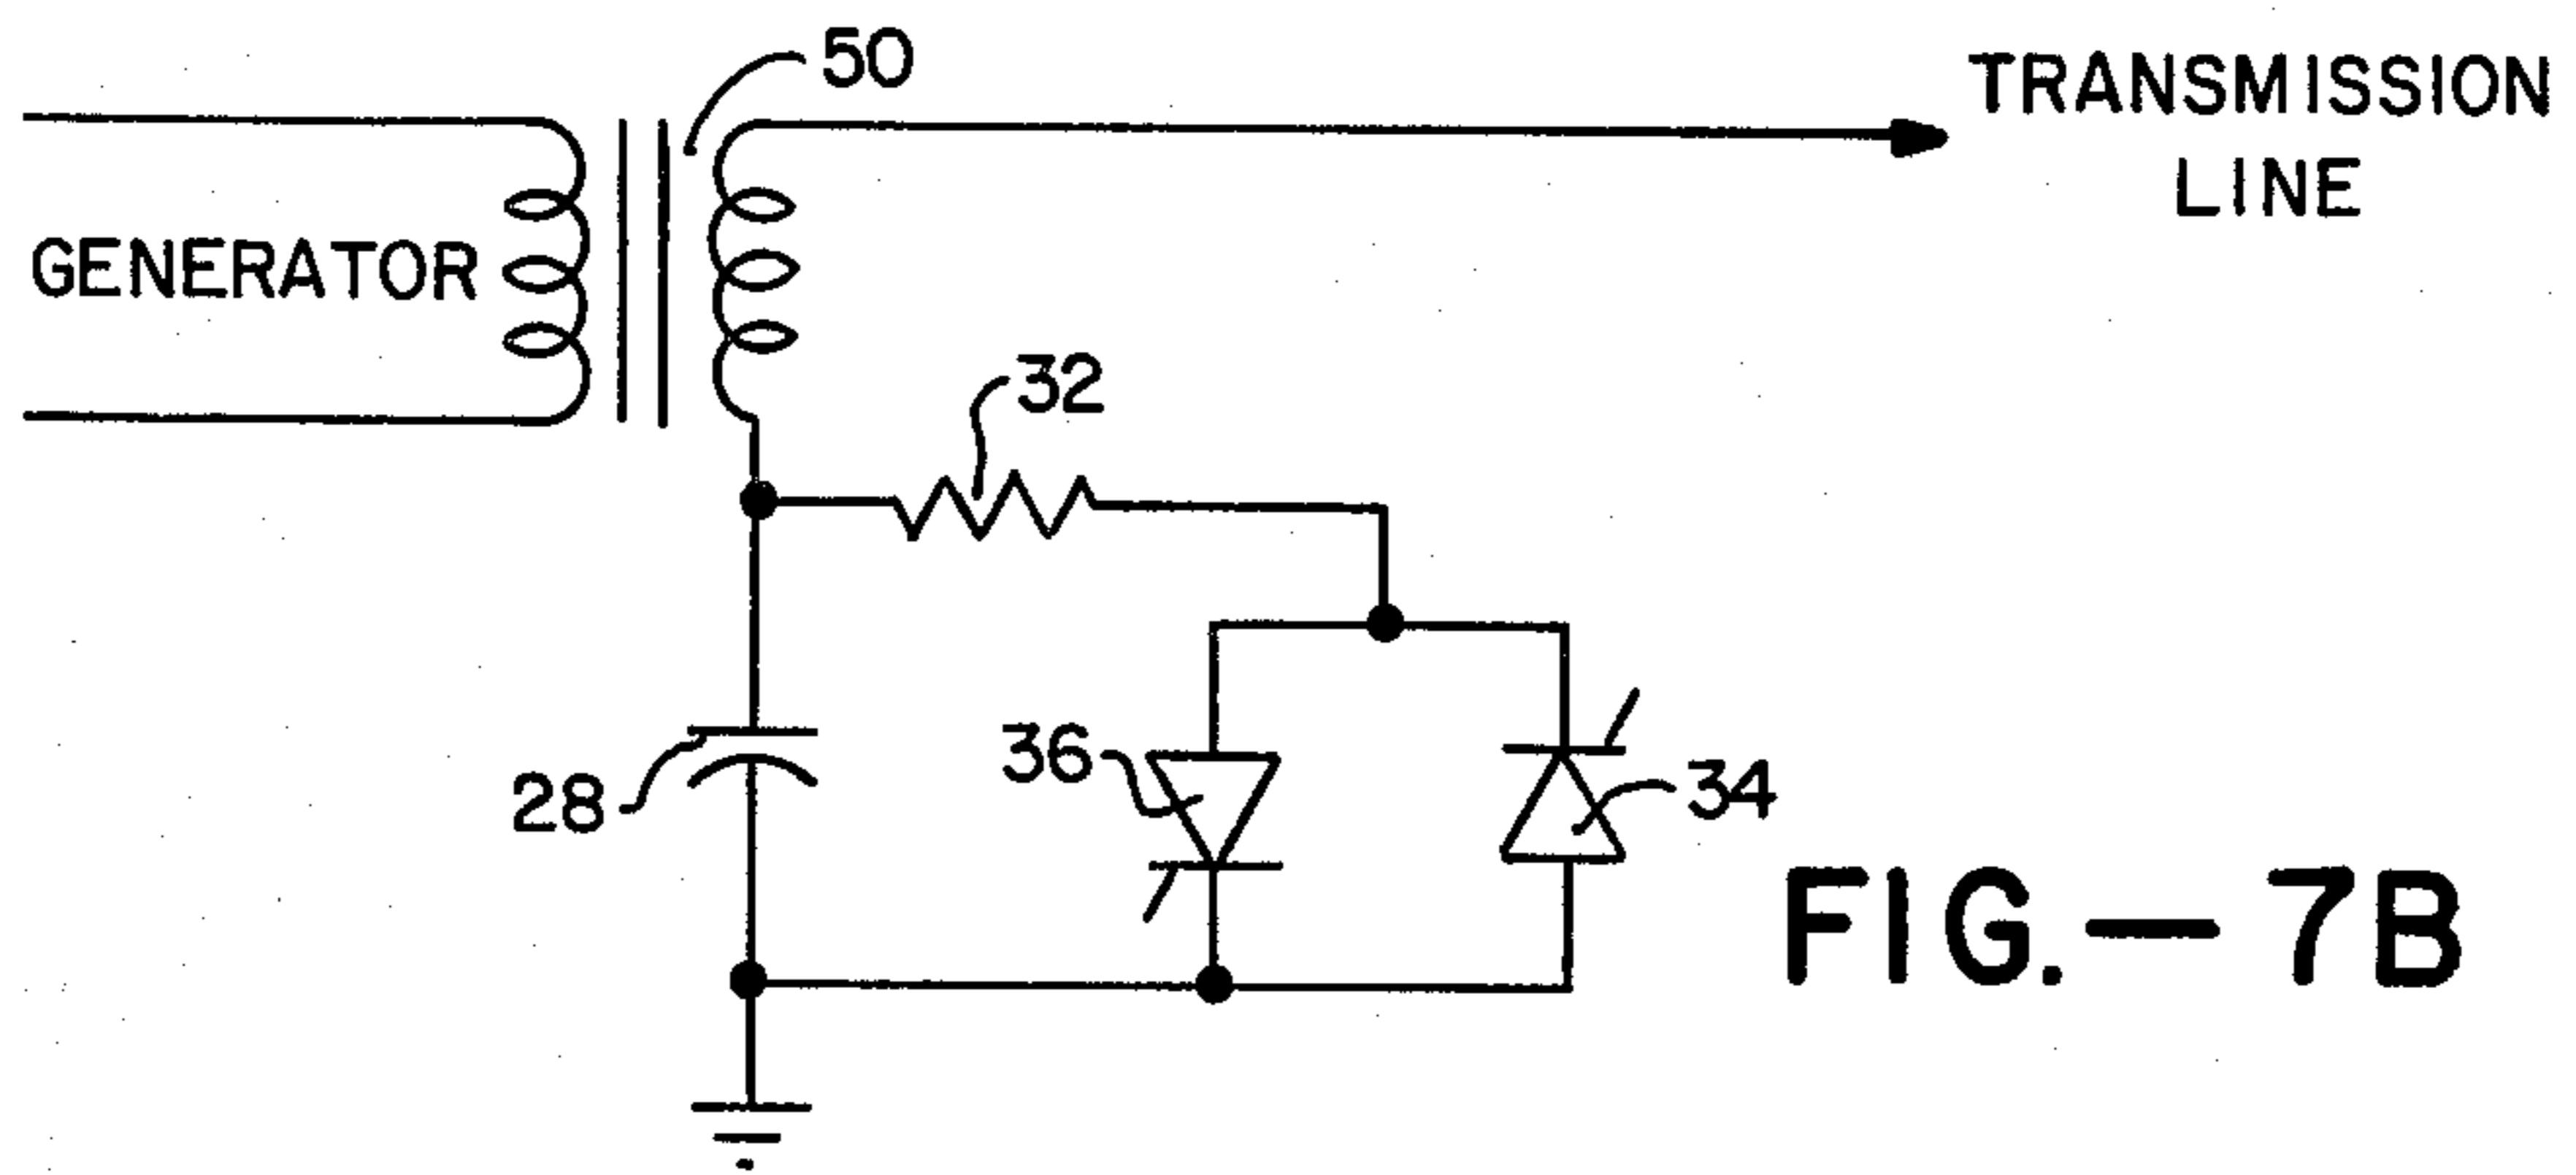 50
TRANSMISSION
LINE
GENERATOR
32
36
28
34
FIG.—7B